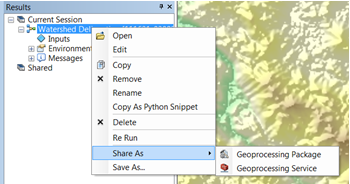 Results
Current Session
Watershed Del
Inputs
Environmen
Messages
Shared
Open
Edit
Copy
Remove
Rename
Copy As Python Snippet
Delete
Re Run
Share As
Save As...
Geoprocessing Package
Geoprocessing Service